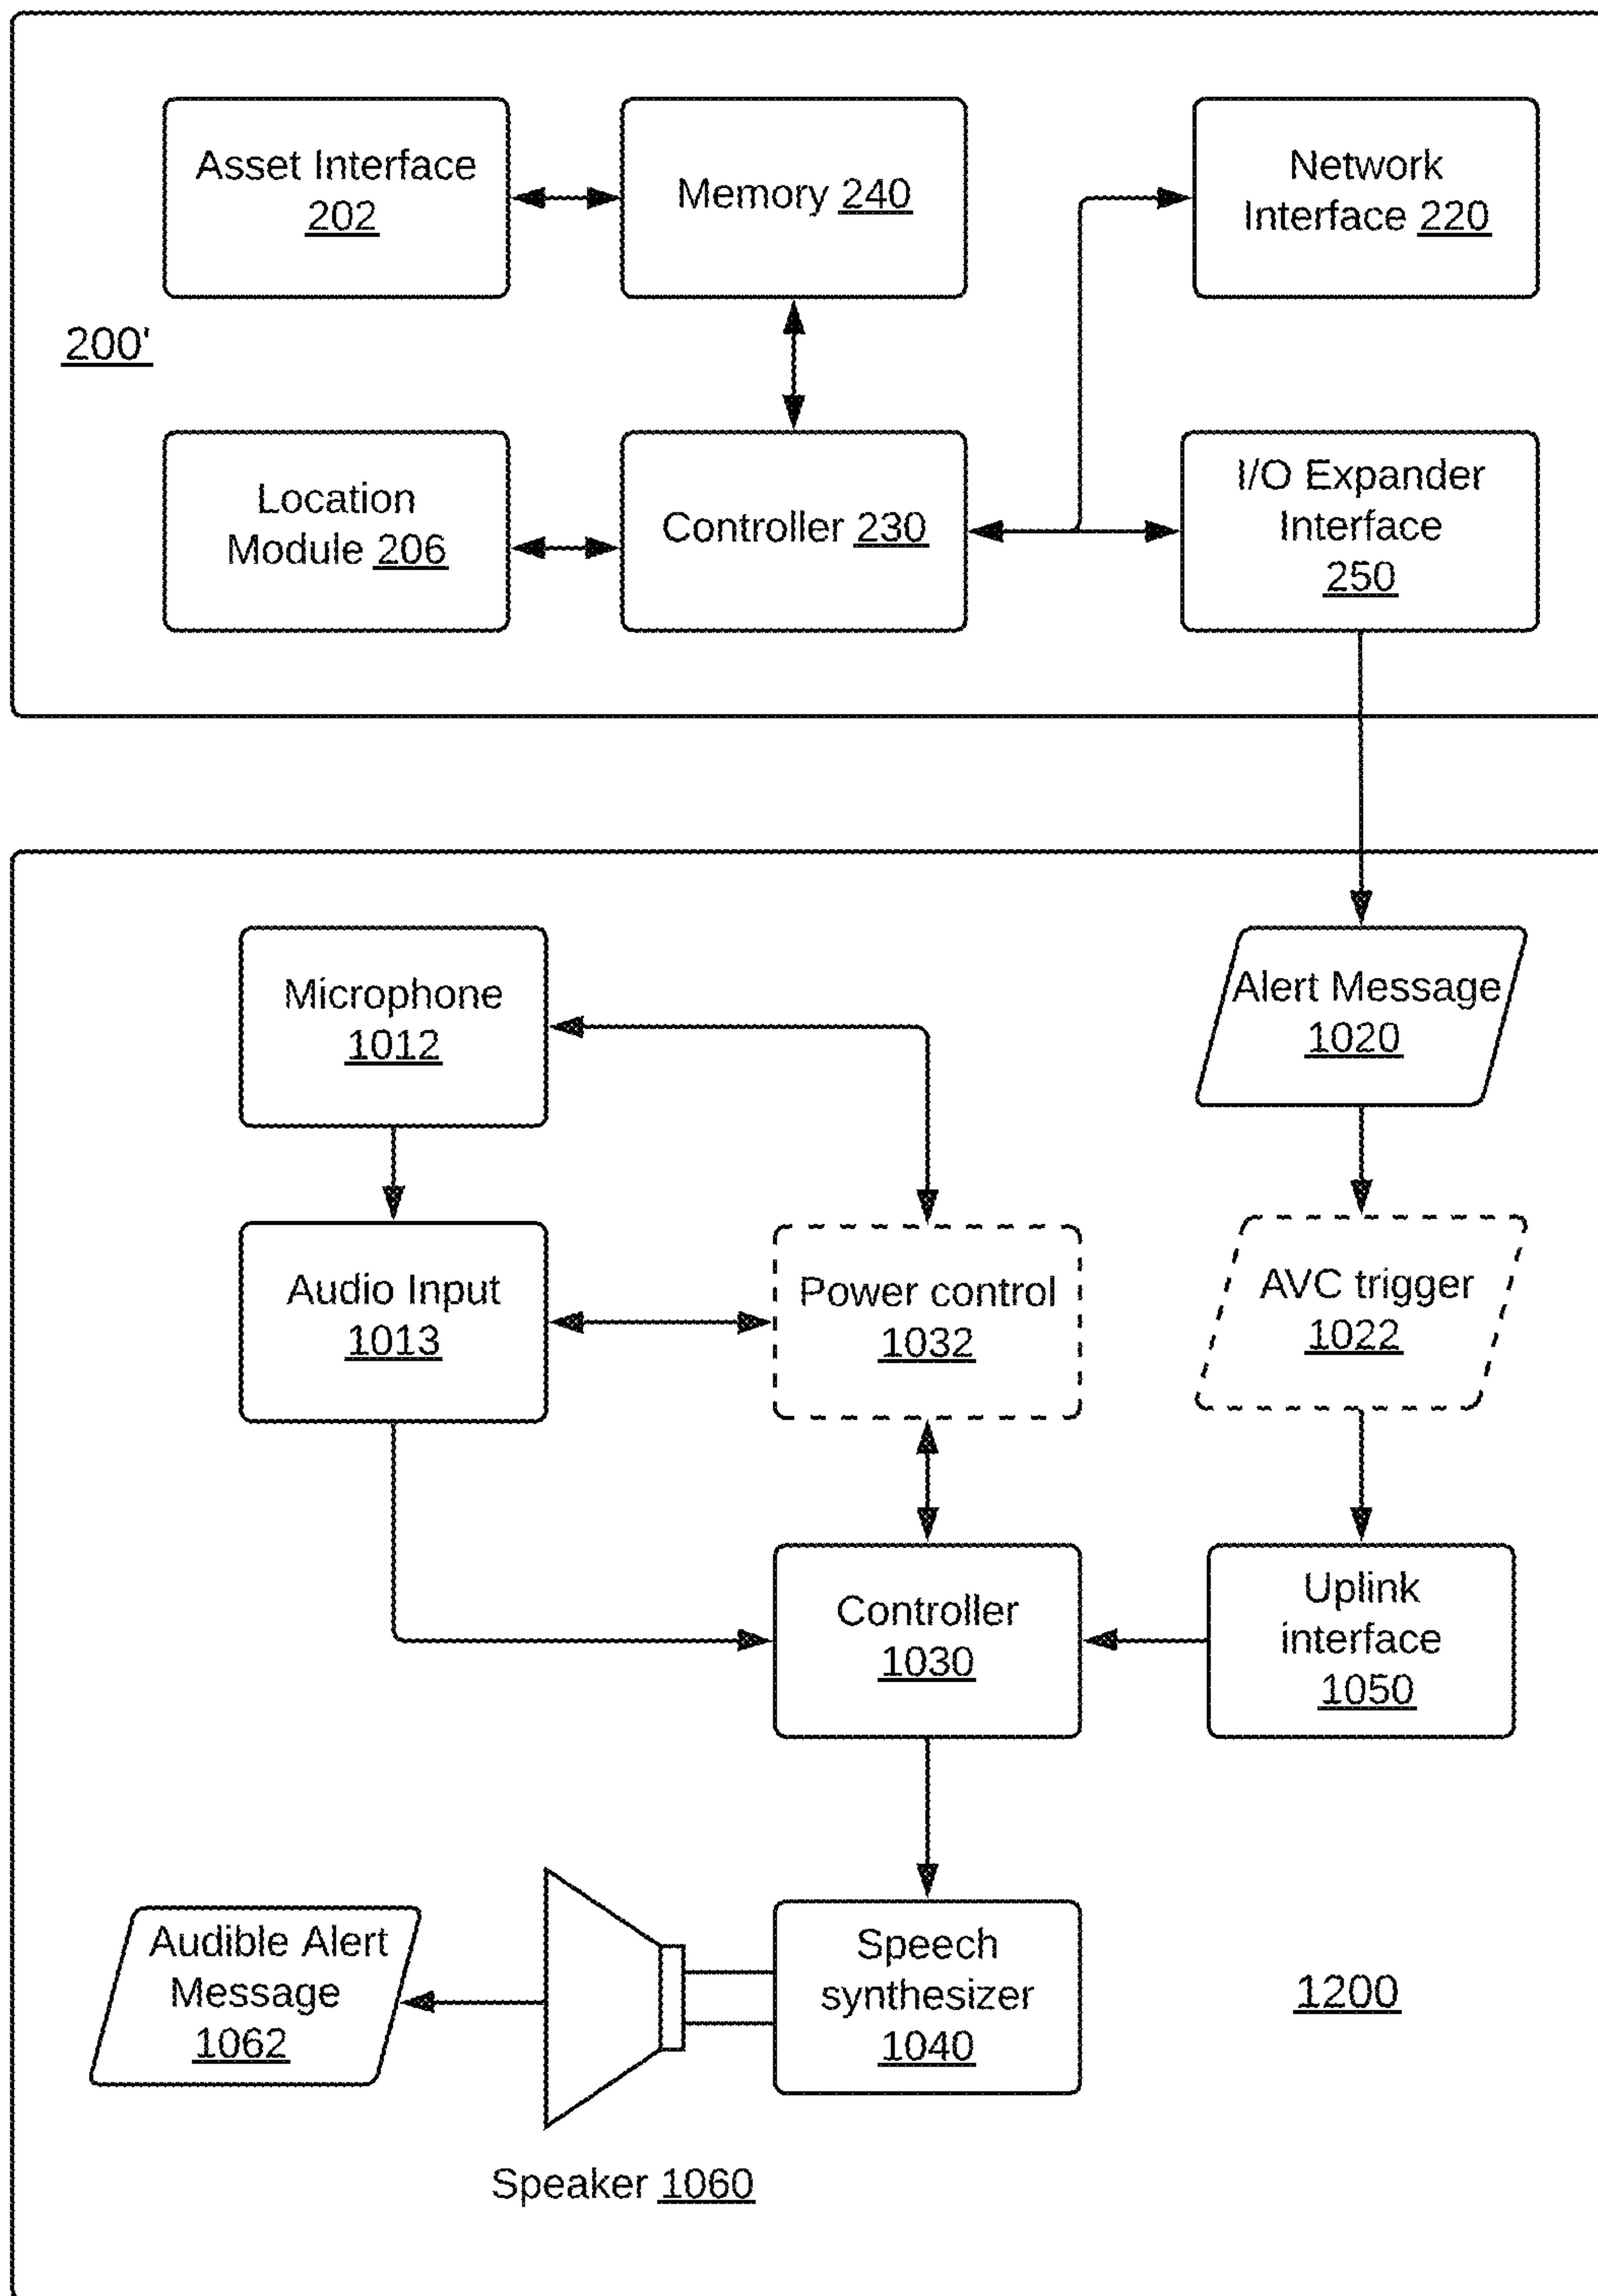 Asset Interface
202
Memory 240
Network
Interface 220
200'
Location
Module 206
Controller 230
I/O Expander
Interface
250
Microphone
1012
Alert Message
1020
Audio Input
1013
Power control
1032
AVC trigger
1022
Controller
1030
Uplink
interface
1050
Audible Alert
Message
1062
Speech
synthesizer
1040
1200
Speaker 1060